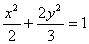 x²/2 + 2y²/3 = 1